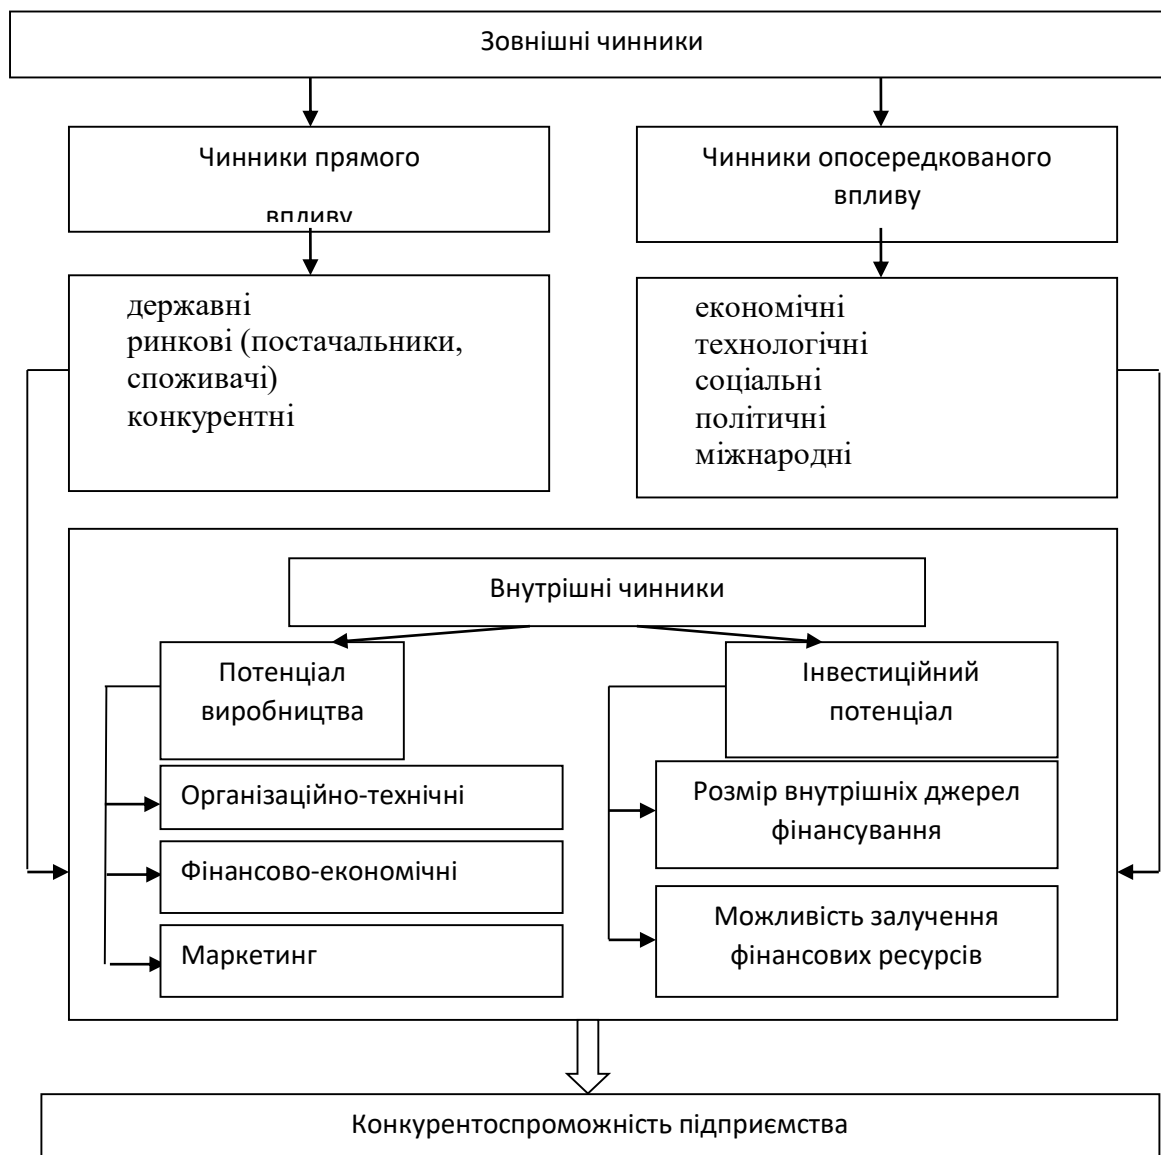 Зовнішні чинники
Чинники прямого
впливу
Чинники опосередкованого
впливу
державні
ринкові (постачальники,
споживачі)
конкурентні
економічні
технологічні
соціальні
політичні
міжнародні
Внутрішні чинники
Потенціал
виробництва
Організаційно-технічні
Фінансово-економічні
Маркетинг
Інвестиційний
потенціал
Розмір внутрішніх джерел
фінансування
Можливість залучення
фінансових ресурсів
Конкурентоспроможність підприємства